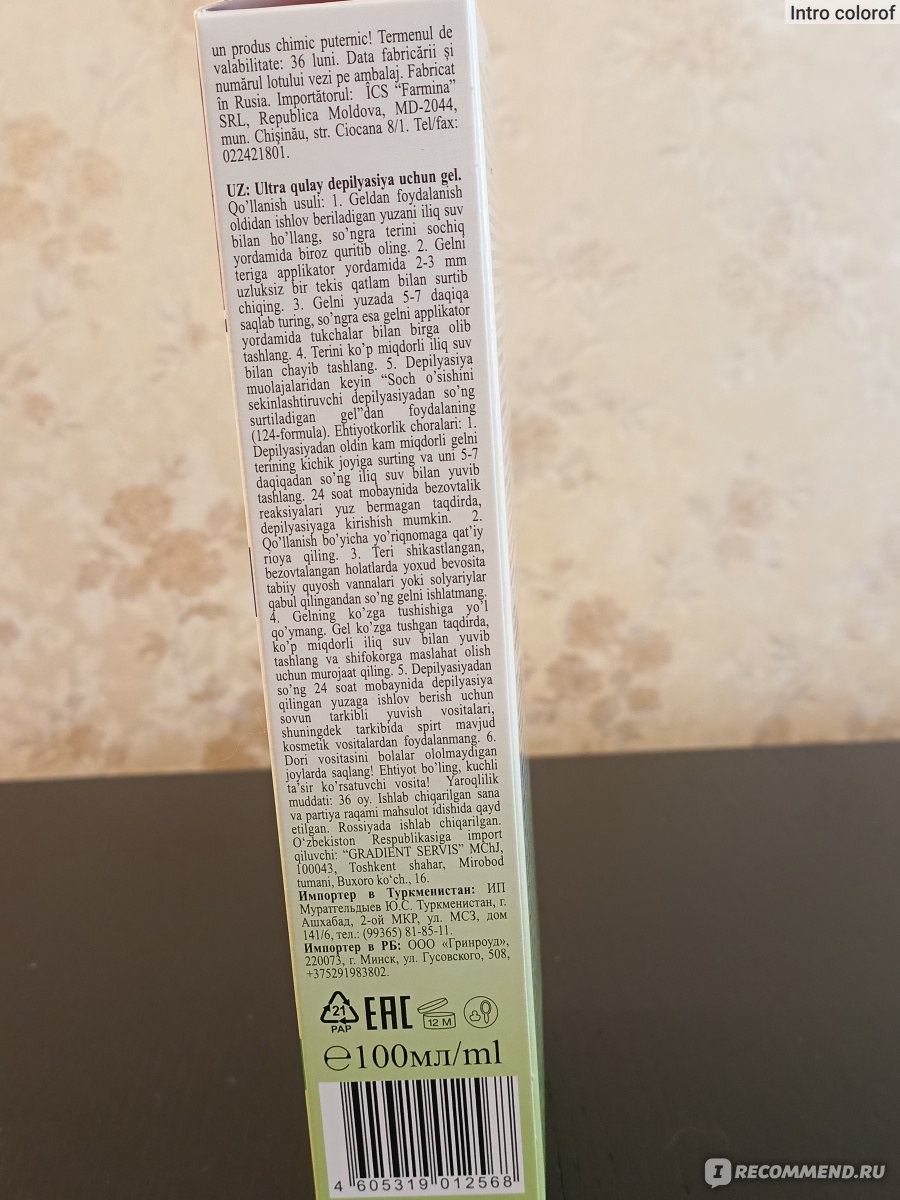 Intro colorof
un produs chimic puternic! Termenul de
valabilitate: 36 luni. Data fabricării și
numărul lotului vezi pe ambalaj. Fabricat
în Rusia. Importatorul: ÎCS “Farmina”
SRL, Republica Moldova, MD-2044,
mun. Chișinău, str. Ciocana 8/1. Tel/fax:
022421801.
UZ: Ultra qulay depilyasiya uchun gel.
Qo’llanish usuli: 1. Geldan foydalanish
oldidan ishlov beriladigan yuzani iliq suv
bilan ho’llang, so’ngra terini sochiq
yordamida biroz quritib oling. 2. Gelni
teriga applikator yordamida 2-3 mm
uzluksiz bir tekis qatlam bilan surtib
chiqing. 3. Gelni yuzada 5-7 daqiqa
saqlab turing, so’ngra esa gelni applikator
yordamida tukchalar bilan birga olib
tashlang. 4. Terini ko’p miqdorli iliq suv
bilan chayib tashlang. 5. Depilyasiya
muolajalaridan keyin “Soch o’sishini
sekinlashtiruvchi depilyasiyadan so’ng
surtiladigan gel”dan foydalaning
(124-formula). Ehtiyotkorlik choralari: 1.
Depilyasiyadan oldin kam miqdorli gelni
terining kichik joyiga surting va uni 5-7
daqiqadan so’ng iliq suv bilan yuvib
tashlang. 24 soat mobaynida bezovtalik
reaksiyalari yuz bermagan taqdirda,
depilyasiyaga kirishish mumkin. 2.
Qo’llanish bo’yicha yo’riqnomaga qat’iy
rioya qiling. 3. Teri shikastlangan,
bezovtalangan holatlarda yoxud bevosita
tabiiy quyosh vannalari yoki solyariylar
qabul qilingandan so’ng gelni ishlatmang.
4. Gelning ko’zga tushishiga yo’l
qo’ymang. Gel ko’zga tushgan taqdirda,
ko’p miqdorli iliq suv bilan yuvib
tashlang va shifokorga maslahat olish
uchun murojaat qiling. 5. Depilyasiyadan
so’ng 24 soat mobaynida depilyasiya
qilingan yuzaga ishlov berish uchun
sovun tarkibli yuvish vositalari,
shuningdek tarkibida spirt mavjud
kosmetik vositalardan foydalanmang. 6.
Dori vositasini bolalar ololmaydigan
joylarda saqlang! Ehtiyot bo’ling, kuchli
ta’sir ko’rsatuvchi vosita! Yaroqlilik
muddati: 36 oy. Ishlab chiqarilgan sana
va partiya raqami mahsulot idishida qayd
etilgan. Rossiyada ishlab chiqarilgan.
O‘zbekiston Respublikasiga import
qiluvchi: “GRADIENT SERVIS” MChJ,
100043, Toshkent shahar, Mirobod
tumani, Buxoro ko‘ch., 16.
Импортер в Туркменистан: ИП
Мураттельдыев Ю.С. Туркменистан, г.
Ашхабад, 2-ой МКР, ул. МСЗ, дом
141/6, тел.: (99365) 81-85-11.
Импортер в РБ: ООО «Гринроуд»,
220073, г. Минск, ул. Гусовского, 508,
+375291983802.
21
PAP
EAC
12 M
℮100мл/ml
4 605319 012568
IRECOMMEND.RU